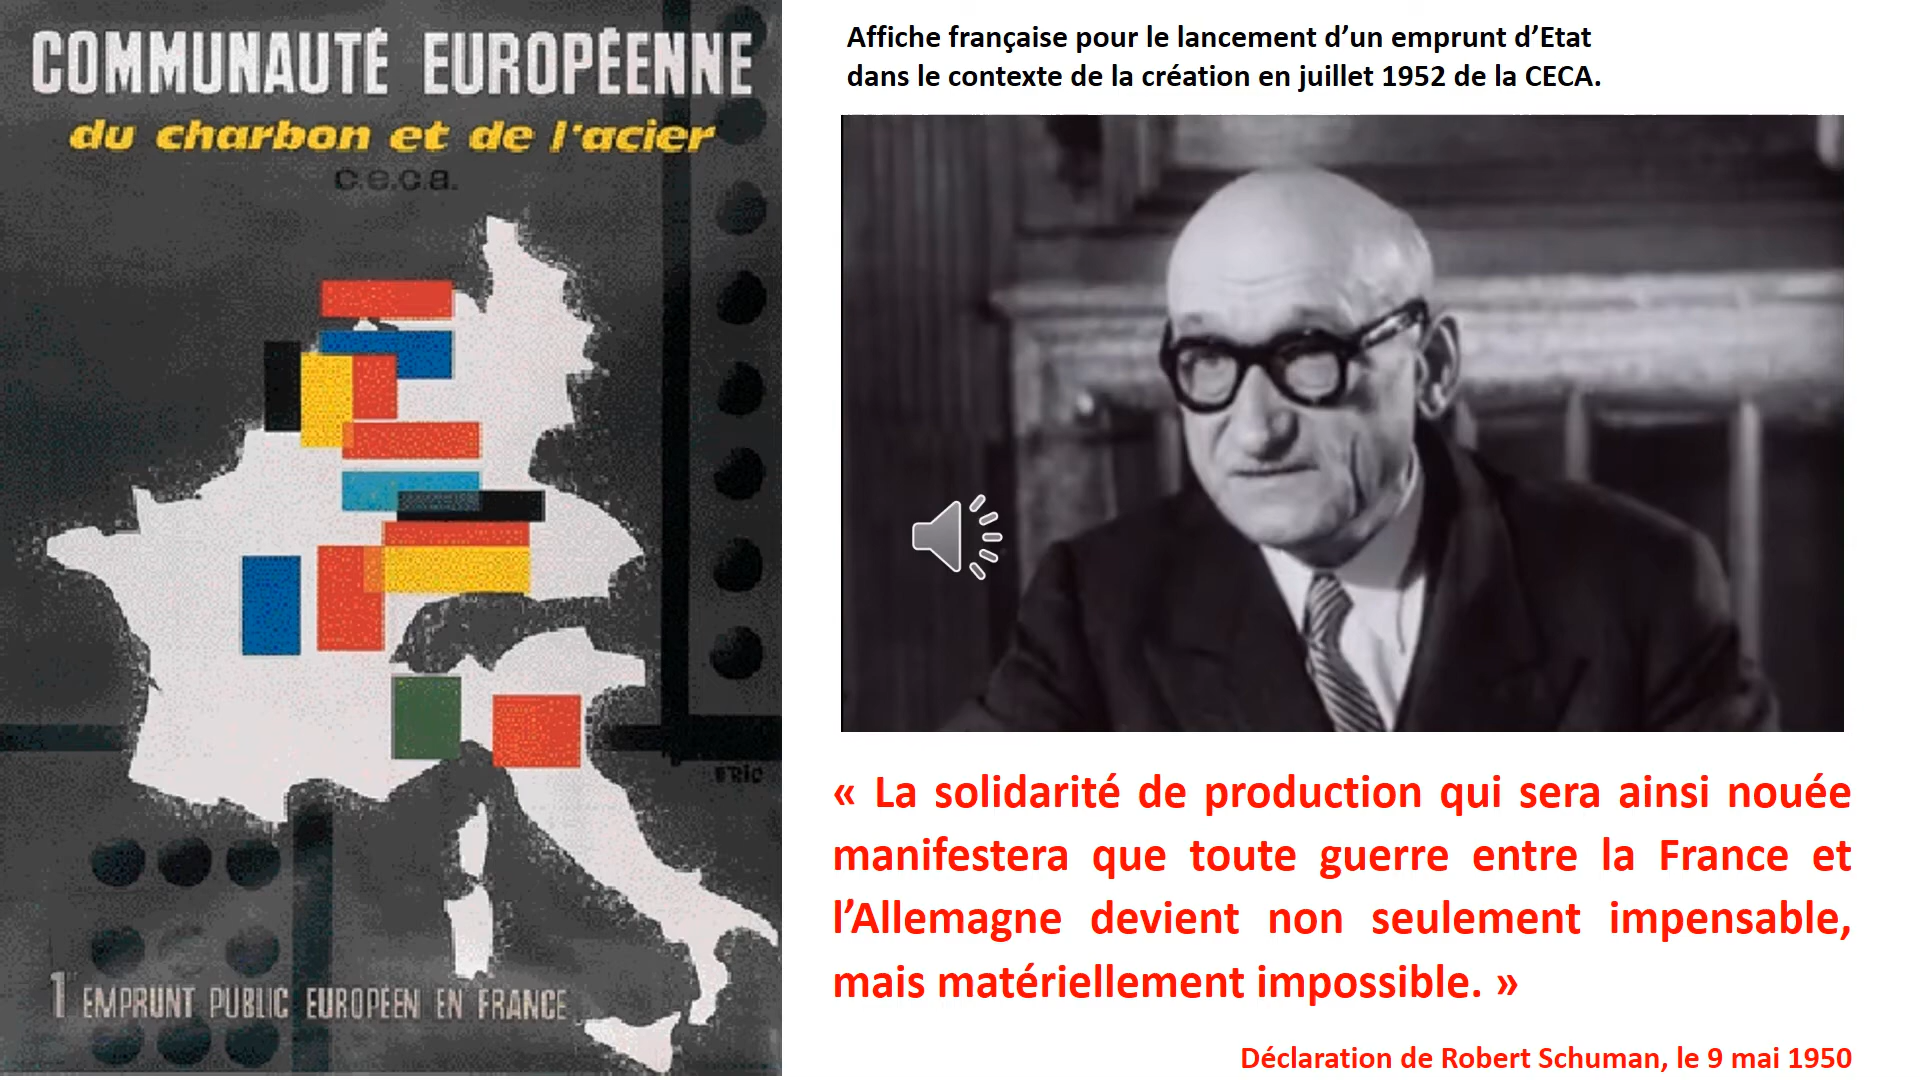 COMMUNAUTÉ EUROPÉENNE
du charbon et de l'acier
c.e.c.a.
ERIC
1er EMPRUNT PUBLIC EUROPÉEN EN FRANCE
Affiche française pour le lancement d’un emprunt d’Etat
dans le contexte de la création en juillet 1952 de la CECA.
« La solidarité de production qui sera ainsi nouée
manifestera que toute guerre entre la France et
l’Allemagne devient non seulement impensable,
mais matériellement impossible. »
Déclaration de Robert Schuman, le 9 mai 1950